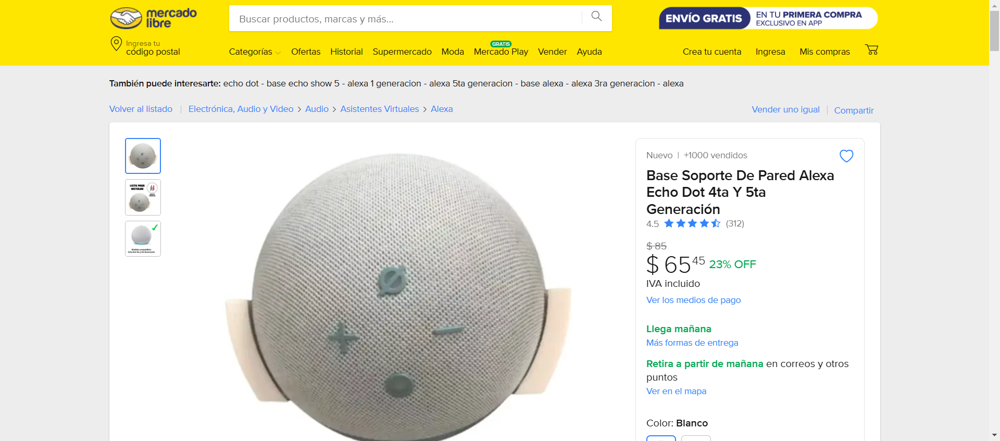 mercado
libre
Buscar productos, marcas y más...
ENVÍO GRATIS EN TU PRIMERA COMPRA
EXCLUSIVO EN APP
Ingresa tu
código postal
Categorías Ofertas Historial Supermercado Moda Mercado Play Vender Ayuda
GRATIS
Crea tu cuenta Ingresa Mis compras
También puede interesarte: echo dot - base echo show 5 - alexa 1 generacion - alexa 5ta generacion - base alexa - alexa 3ra generacion - alexa
Volver al listado | Electrónica, Audio y Video > Audio > Asistentes Virtuales > Alexa
Vender uno igual | Compartir
LISTO PARA
INSTALAR
Modelos compatibles:
Echo Dot 4ta y 5ta Generación
Nuevo | +1000 vendidos
Base Soporte De Pared Alexa
Echo Dot 4ta Y 5ta
Generación
4.5 (312)
$ 85
$ 65 45 23% OFF
IVA incluido
Ver los medios de pago
Llega mañana
Más formas de entrega
Retira a partir de mañana en correos y otros
puntos
Ver en el mapa
Color: Blanco